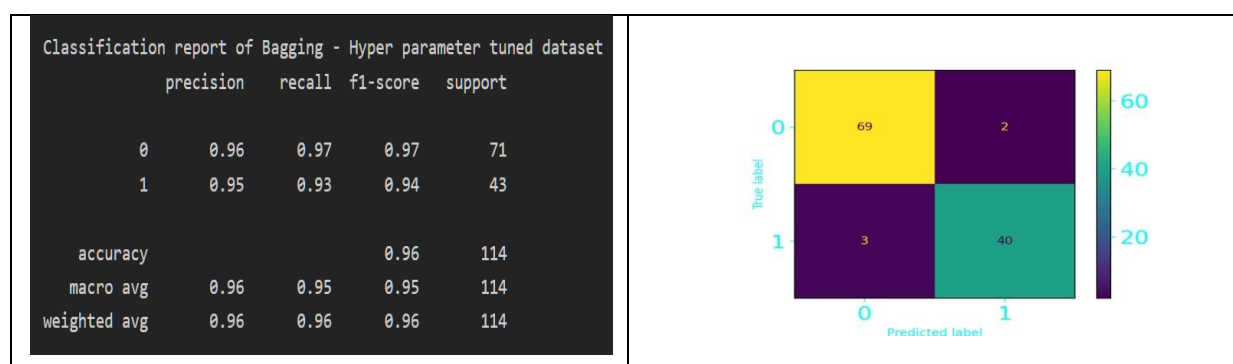 Classification report of Bagging - Hyper parameter tuned dataset
precision recall f1-score support
0 0.96 0.97 0.97 71
1 0.95 0.93 0.94 43
accuracy 0.96 114
macro avg 0.96 0.95 0.95 114
weighted avg 0.96 0.96 0.96 114
True label
0 69 2
1 3 40
0 1
Predicted label
60
40
20